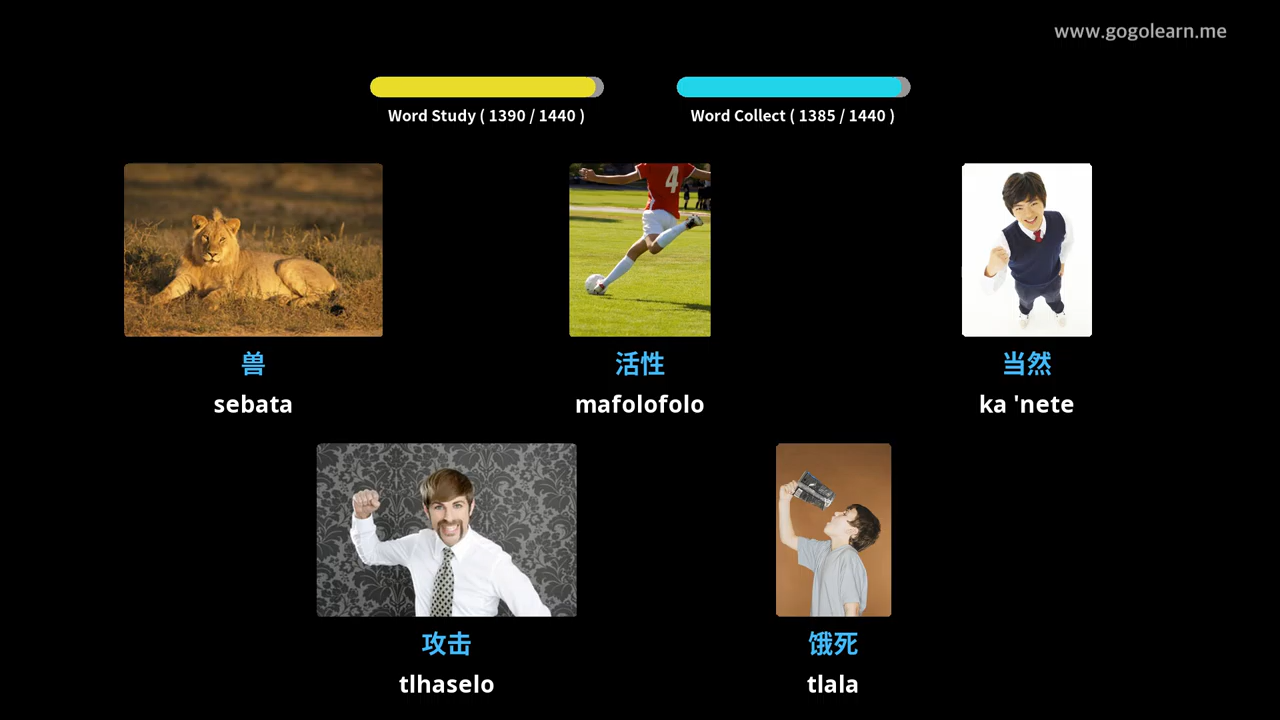 www.gogolearn.me
Word Study ( 1390 / 1440 )
Word Collect ( 1385 / 1440 )
4
兽
活性
当然
sebata
mafolofolo
ka 'nete
攻击
饿死
tlhaselo
tlala